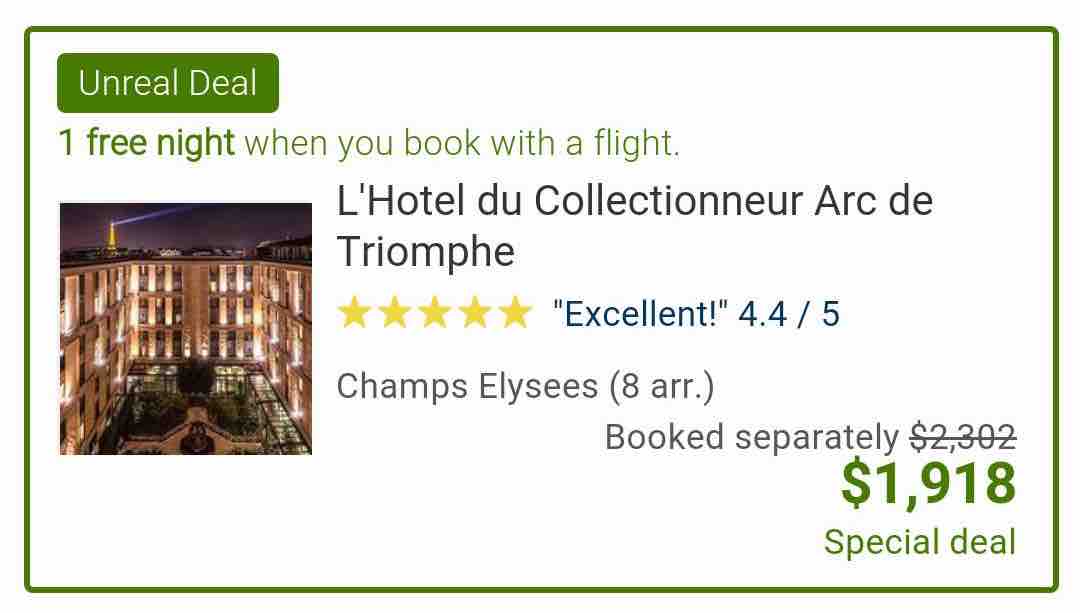 Unreal Deal
1 free night when you book with a flight.
L'Hotel du Collectionneur Arc de
Triomphe
"Excellent!" 4.4 / 5
Champs Elysees (8 arr.)
Booked separately $2,302
$1,918
Special deal